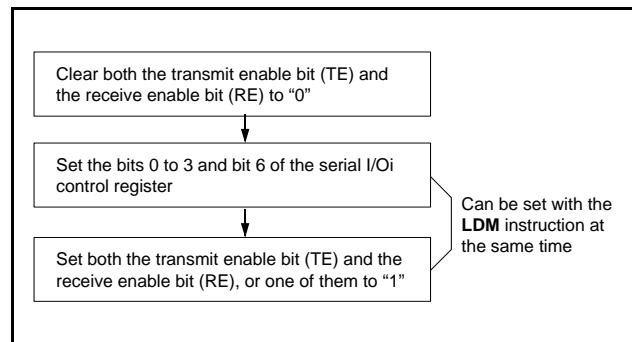 Clear both the transmit enable bit (TE) and
the receive enable bit (RE) to “0”
Set the bits 0 to 3 and bit 6 of the serial I/Oi
control register
Set both the transmit enable bit (TE) and the
receive enable bit (RE), or one of them to “1”
Can be set with the
LDM instruction at
the same time